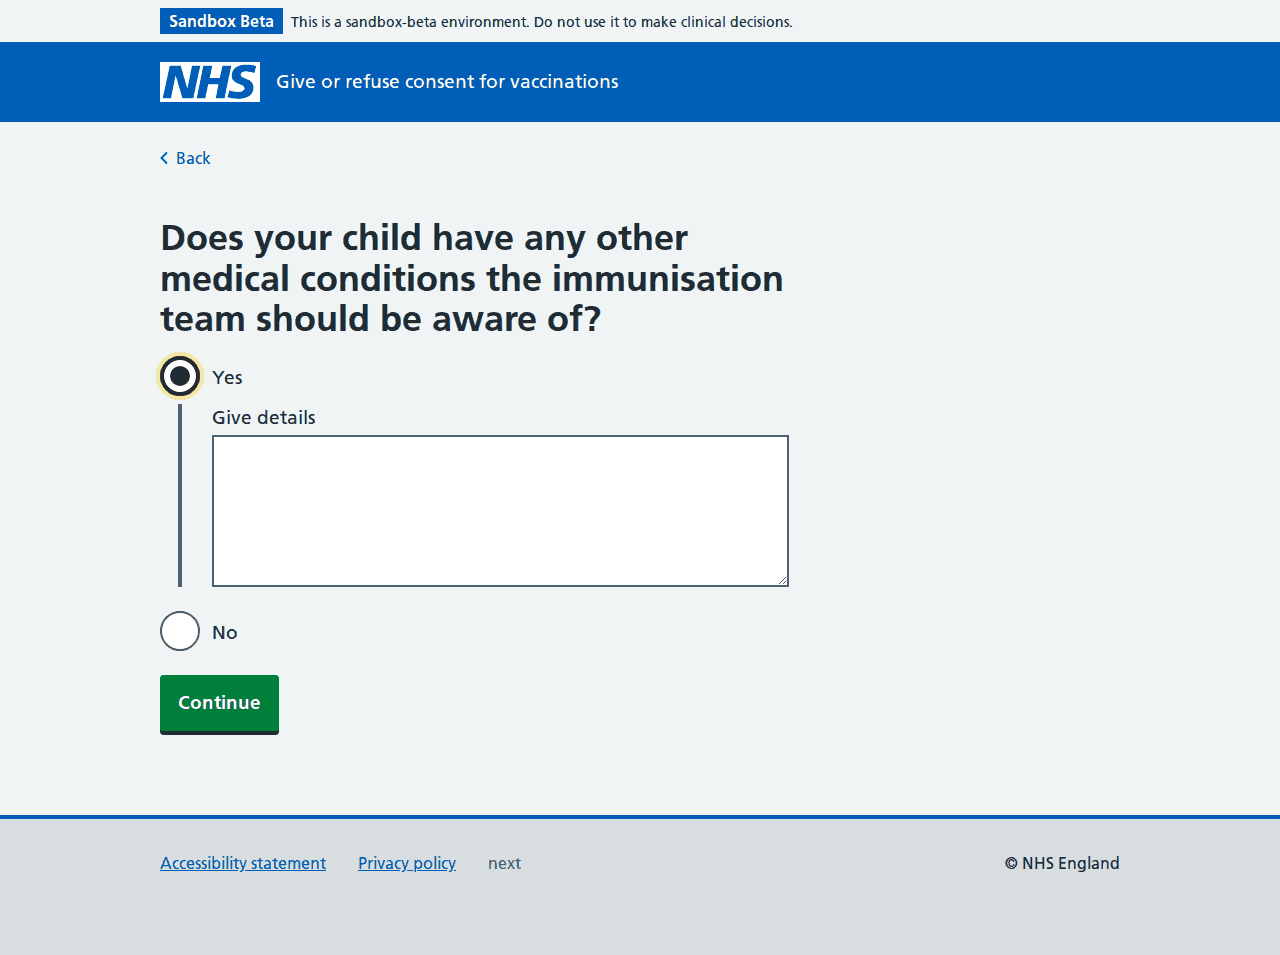 Sandbox Beta This is a sandbox-beta environment. Do not use it to make clinical decisions.
NHS Give or refuse consent for vaccinations
Back
Does your child have any other
medical conditions the immunisation
team should be aware of?
Yes
Give details
No
Continue
Accessibility statement Privacy policy next © NHS England